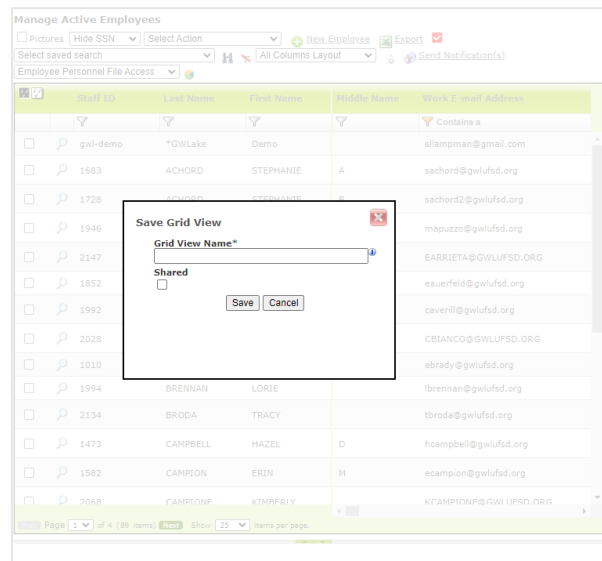 Manage Active Employees
Pictures Hide SSN Select Action New Employee Export
Select saved search All Columns Layout Send Notification(s)
Employee Personnel File Access
Staff ID Last Name First Name Middle Name Work E-mail Address
Contains a
gwl-demo *GWLake Demo sllampman@gmail.com
1683 ACHORD STEPHANIE A sachord@gwlufsd.org
1728 ACHORD STEPHANIE B sachord2@gwlufsd.org
1946 mapuzzo@gwlufsd.org
2147 EARRIETA@GWLUFSD.ORG
1852 eauerfeld@gwlufsd.org
1992 caverill@gwlufsd.org
2028 CBIANCO@GWLUFSD.ORG
1010 ebrady@gwlufsd.org
Save Grid View
Grid View Name*
Shared
Save Cancel
1994 BRENNAN LORIE lbrennan@gwlufsd.org
2134 BRODA TRACY tbroda@gwlufsd.org
1473 CAMPBELL HAZEL D hcampbell@gwlufsd.org
1582 CAMPION ERIN M ecampion@gwlufsd.org
2068 CAMPIONE KIMBERLY KCAMPIONE@GWLUFSD.ORG
Page 1 of 4 (89 items) Next Show 25 items per page.